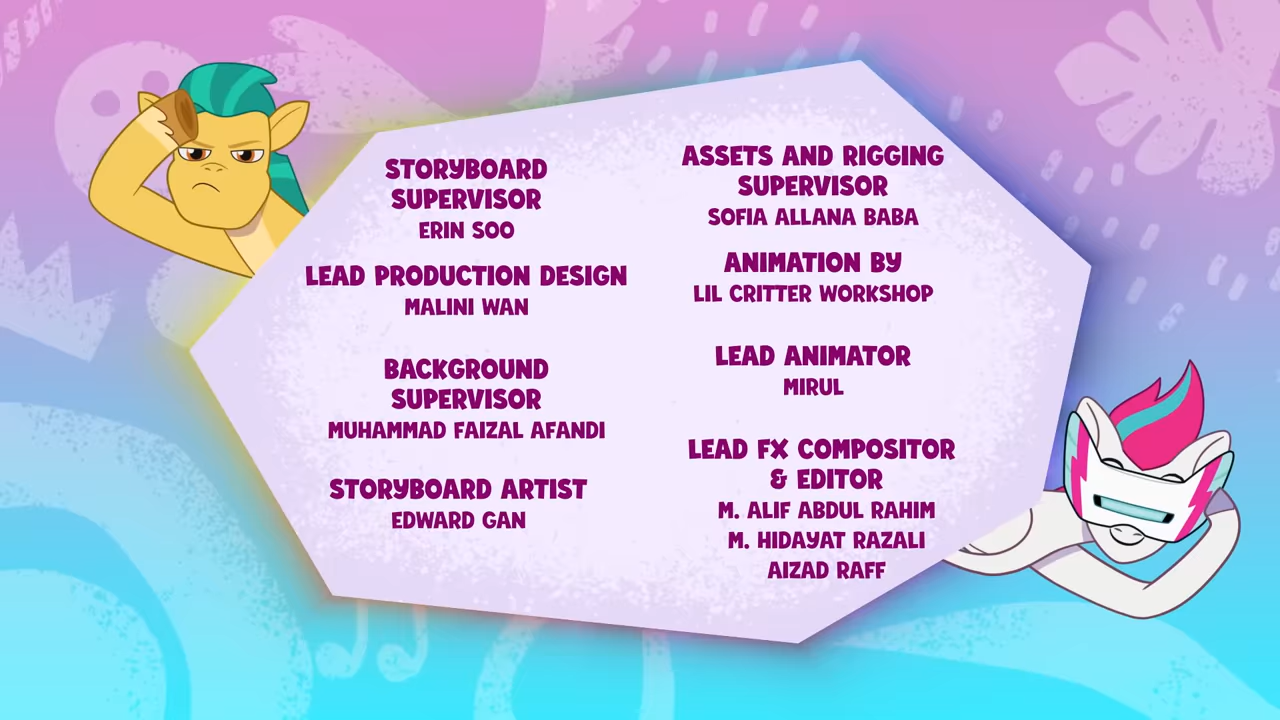 STORYBOARD
SUPERVISOR
ERIN SOO
LEAD PRODUCTION DESIGN
MALINI WAN
BACKGROUND
SUPERVISOR
MUHAMMAD FAIZAL AFANDI
STORYBOARD ARTIST
EDWARD GAN
ASSETS AND RIGGING
SUPERVISOR
SOFIA ALLANA BABA
ANIMATION BY
LIL CRITTER WORKSHOP
LEAD ANIMATOR
MIRUL
LEAD FX COMPOSITOR
& EDITOR
M. ALIF ABDUL RAHIM
M. HIDAYAT RAZALI
AIZAD RAFF